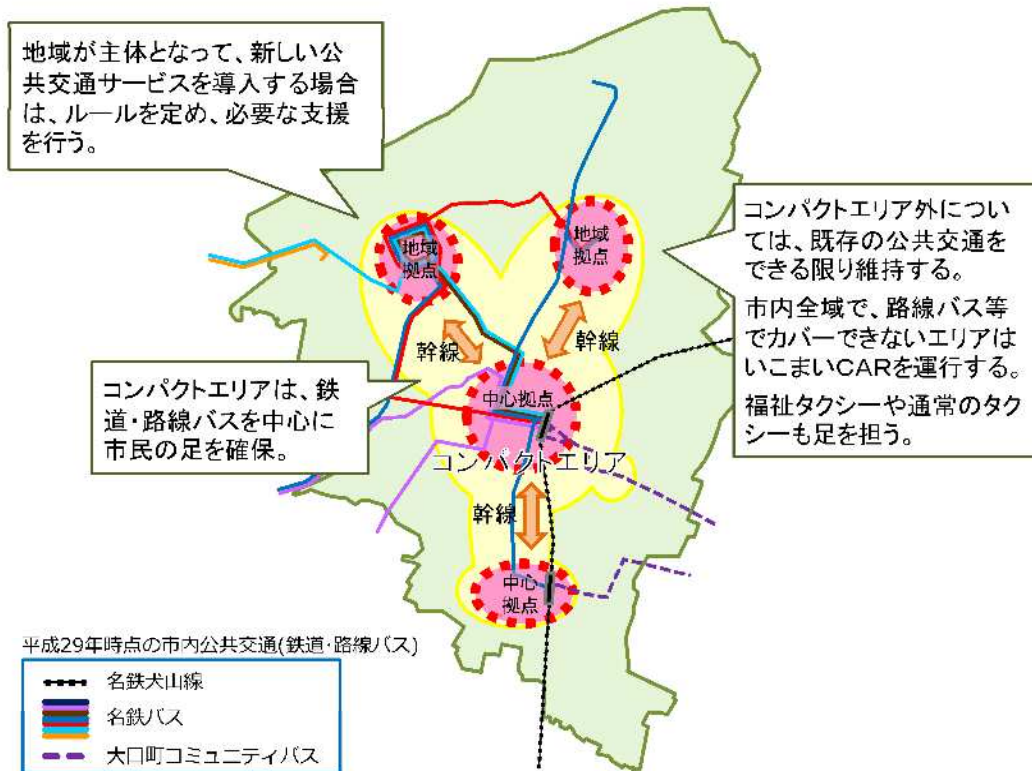 地域が主体となって、新しい公
共交通サービスを導入する場合
は、ルールを定め、必要な支援
を行う。
コンパクトエリア外につい
ては、既存の公共交通を
できる限り維持する。
市内全域で、路線バス等
でカバーできないエリアは
いこまいCARを運行する。
福祉タクシーや通常のタク
シーも足を担う。
地域
拠点
地域
拠点
幹線
幹線
コンパクトエリアは、鉄
道・路線バスを中心に
市民の足を確保。
中心拠点
コンパクトエリア
幹線
中心
拠点
平成29年時点の市内公共交通(鉄道・路線バス)
名鉄犬山線
名鉄バス
大口町コミュニティバス